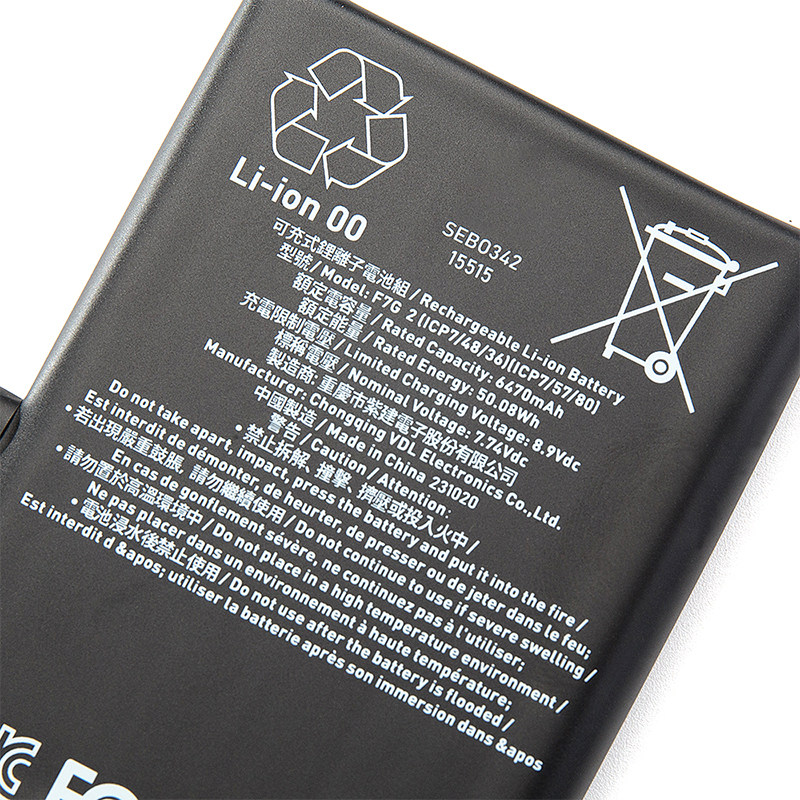 Li-ion 00
SEB0342
15515
可充式鋰離子電池組 / Rechargeable Li-ion Battery
型號 / Model: F7G 2 (ICP7/48/36)(ICP7/57/80)
額定電容量 / Rated Capacity: 6470mAh
額定能量 / Rated Energy: 50.08Wh
充電限制電壓 / Limited Charging Voltage: 8.9Vdc
標稱電壓 / Nominal Voltage: 7.74Vdc
製造商: 重慶市紫建電子股份有限公司
Manufacturer: Chongqing VDL Electronics Co., Ltd.
中國製造 / Made in China 231020
警告 / Caution / Attention:
• 禁止拆解, 撞擊, 擠壓或投入火中 /
Do not take apart, impact, press the battery and put it into the fire /
Est interdit de démonter, de heurter, de presser ou de jeter dans le feu;
• 若出現嚴重鼓脹, 請勿繼續使用 / Do not continue to use if severe swelling /
En cas de gonflement sévère, ne continuez pas à l'utiliser;
• 請勿置於高溫環境中 / Do not place in a high temperature environment /
Ne pas placer dans un environnement à haute température;
• 電池浸水後禁止使用 / Do not use after the battery is flooded /
Est interdit d &apos; utiliser la batterie après son immersion dans &apos